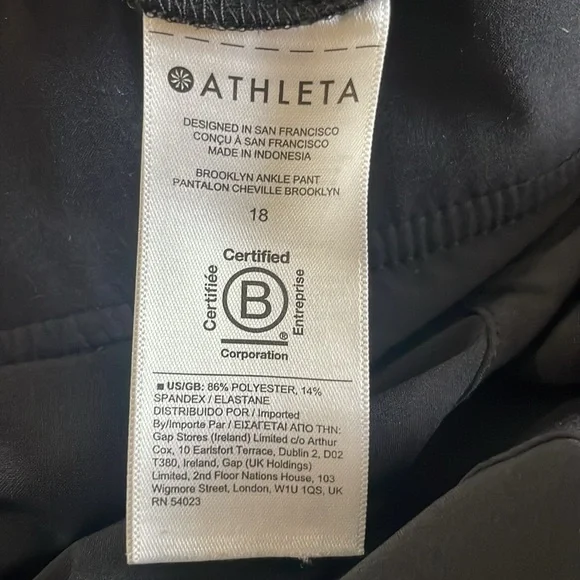 ATHLETA
DESIGNED IN SAN FRANCISCO
CONÇU À SAN FRANCISCO
MADE IN INDONESIA
BROOKLYN ANKLE PANT
PANTALON CHEVILLE BROOKLYN
18
Certified
Certifiée
B
Entreprise
®
Corporation
US/GB: 86% POLYESTER, 14%
SPANDEX / ELASTANE
DISTRIBUIDO POR / Imported
By/Importe Par / ΕΙΣΑΓΕΤΑΙ ΑΠΟ ΤΗΝ:
Gap Stores (Ireland) Limited c/o Arthur
Cox, 10 Earlsfort Terrace, Dublin 2, D02
T380, Ireland, Gap (UK Holdings)
Limited, 2nd Floor Nations House, 103
Wigmore Street, London, W1U 1QS, UK
RN 54023